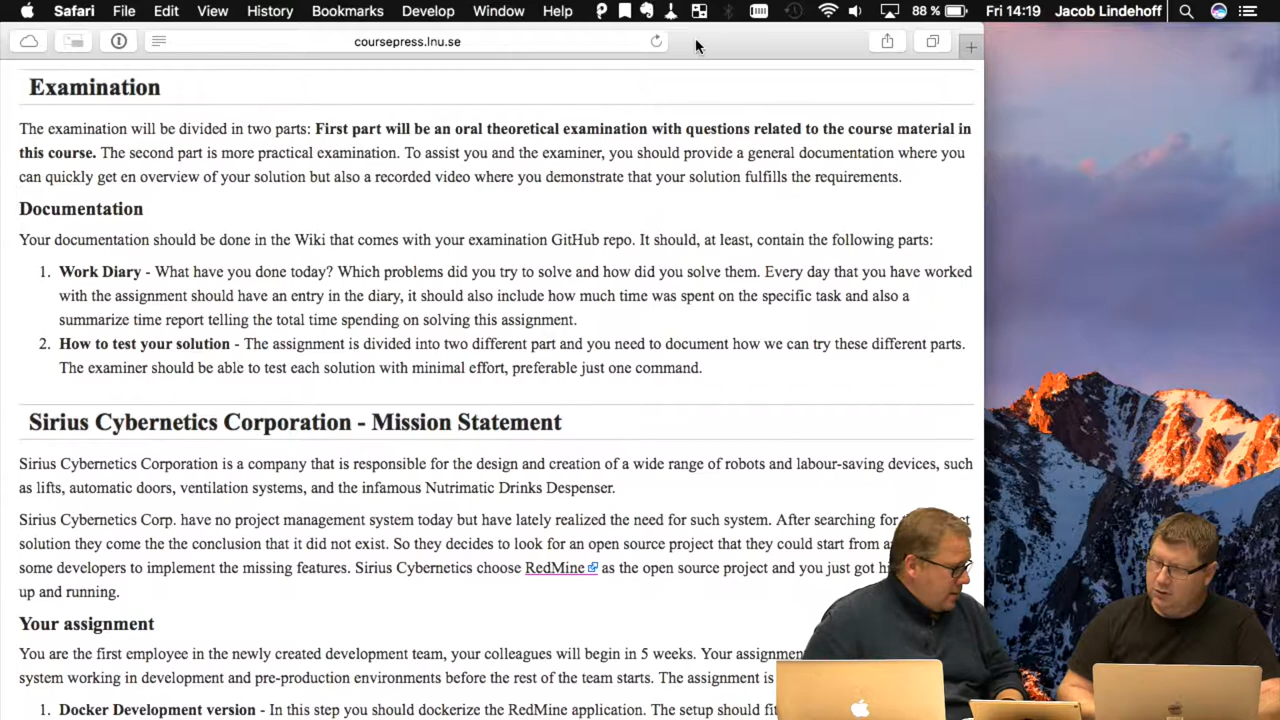 Safari File Edit View History Bookmarks Develop Window Help 88 % Fri 14:19 Jacob Lindehoff
coursepress.lnu.se
Examination
The examination will be divided in two parts: First part will be an oral theoretical examination with questions related to the course material in
this course. The second part is more practical examination. To assist you and the examiner, you should provide a general documentation where you
can quickly get en overview of your solution but also a recorded video where you demonstrate that your solution fulfills the requirements.
Documentation
Your documentation should be done in the Wiki that comes with your examination GitHub repo. It should, at least, contain the following parts:
1. Work Diary - What have you done today? Which problems did you try to solve and how did you solve them. Every day that you have worked
with the assignment should have an entry in the diary, it should also include how much time was spent on the specific task and also a
summarize time report telling the total time spending on solving this assignment.
2. How to test your solution - The assignment is divided into two different part and you need to document how we can try these different parts.
The examiner should be able to test each solution with minimal effort, preferable just one command.
Sirius Cybernetics Corporation - Mission Statement
Sirius Cybernetics Corporation is a company that is responsible for the design and creation of a wide range of robots and labour-saving devices, such
as lifts, automatic doors, ventilation systems, and the infamous Nutrimatic Drinks Despenser.
Sirius Cybernetics Corp. have no project management system today but have lately realized the need for such system. After searching for
solution they come the the conclusion that it did not exist. So they decides to look for an open source project that they could start from
some developers to implement the missing features. Sirius Cybernetics choose RedMine as the open source project and you just got
up and running.
Your assignment
You are the first employee in the newly created development team, your colleagues will begin in 5 weeks. Your assignment
system working in development and pre-production environments before the rest of the team starts. The assignment is
1. Docker Development version - In this step you should dockerize the RedMine application. The setup should